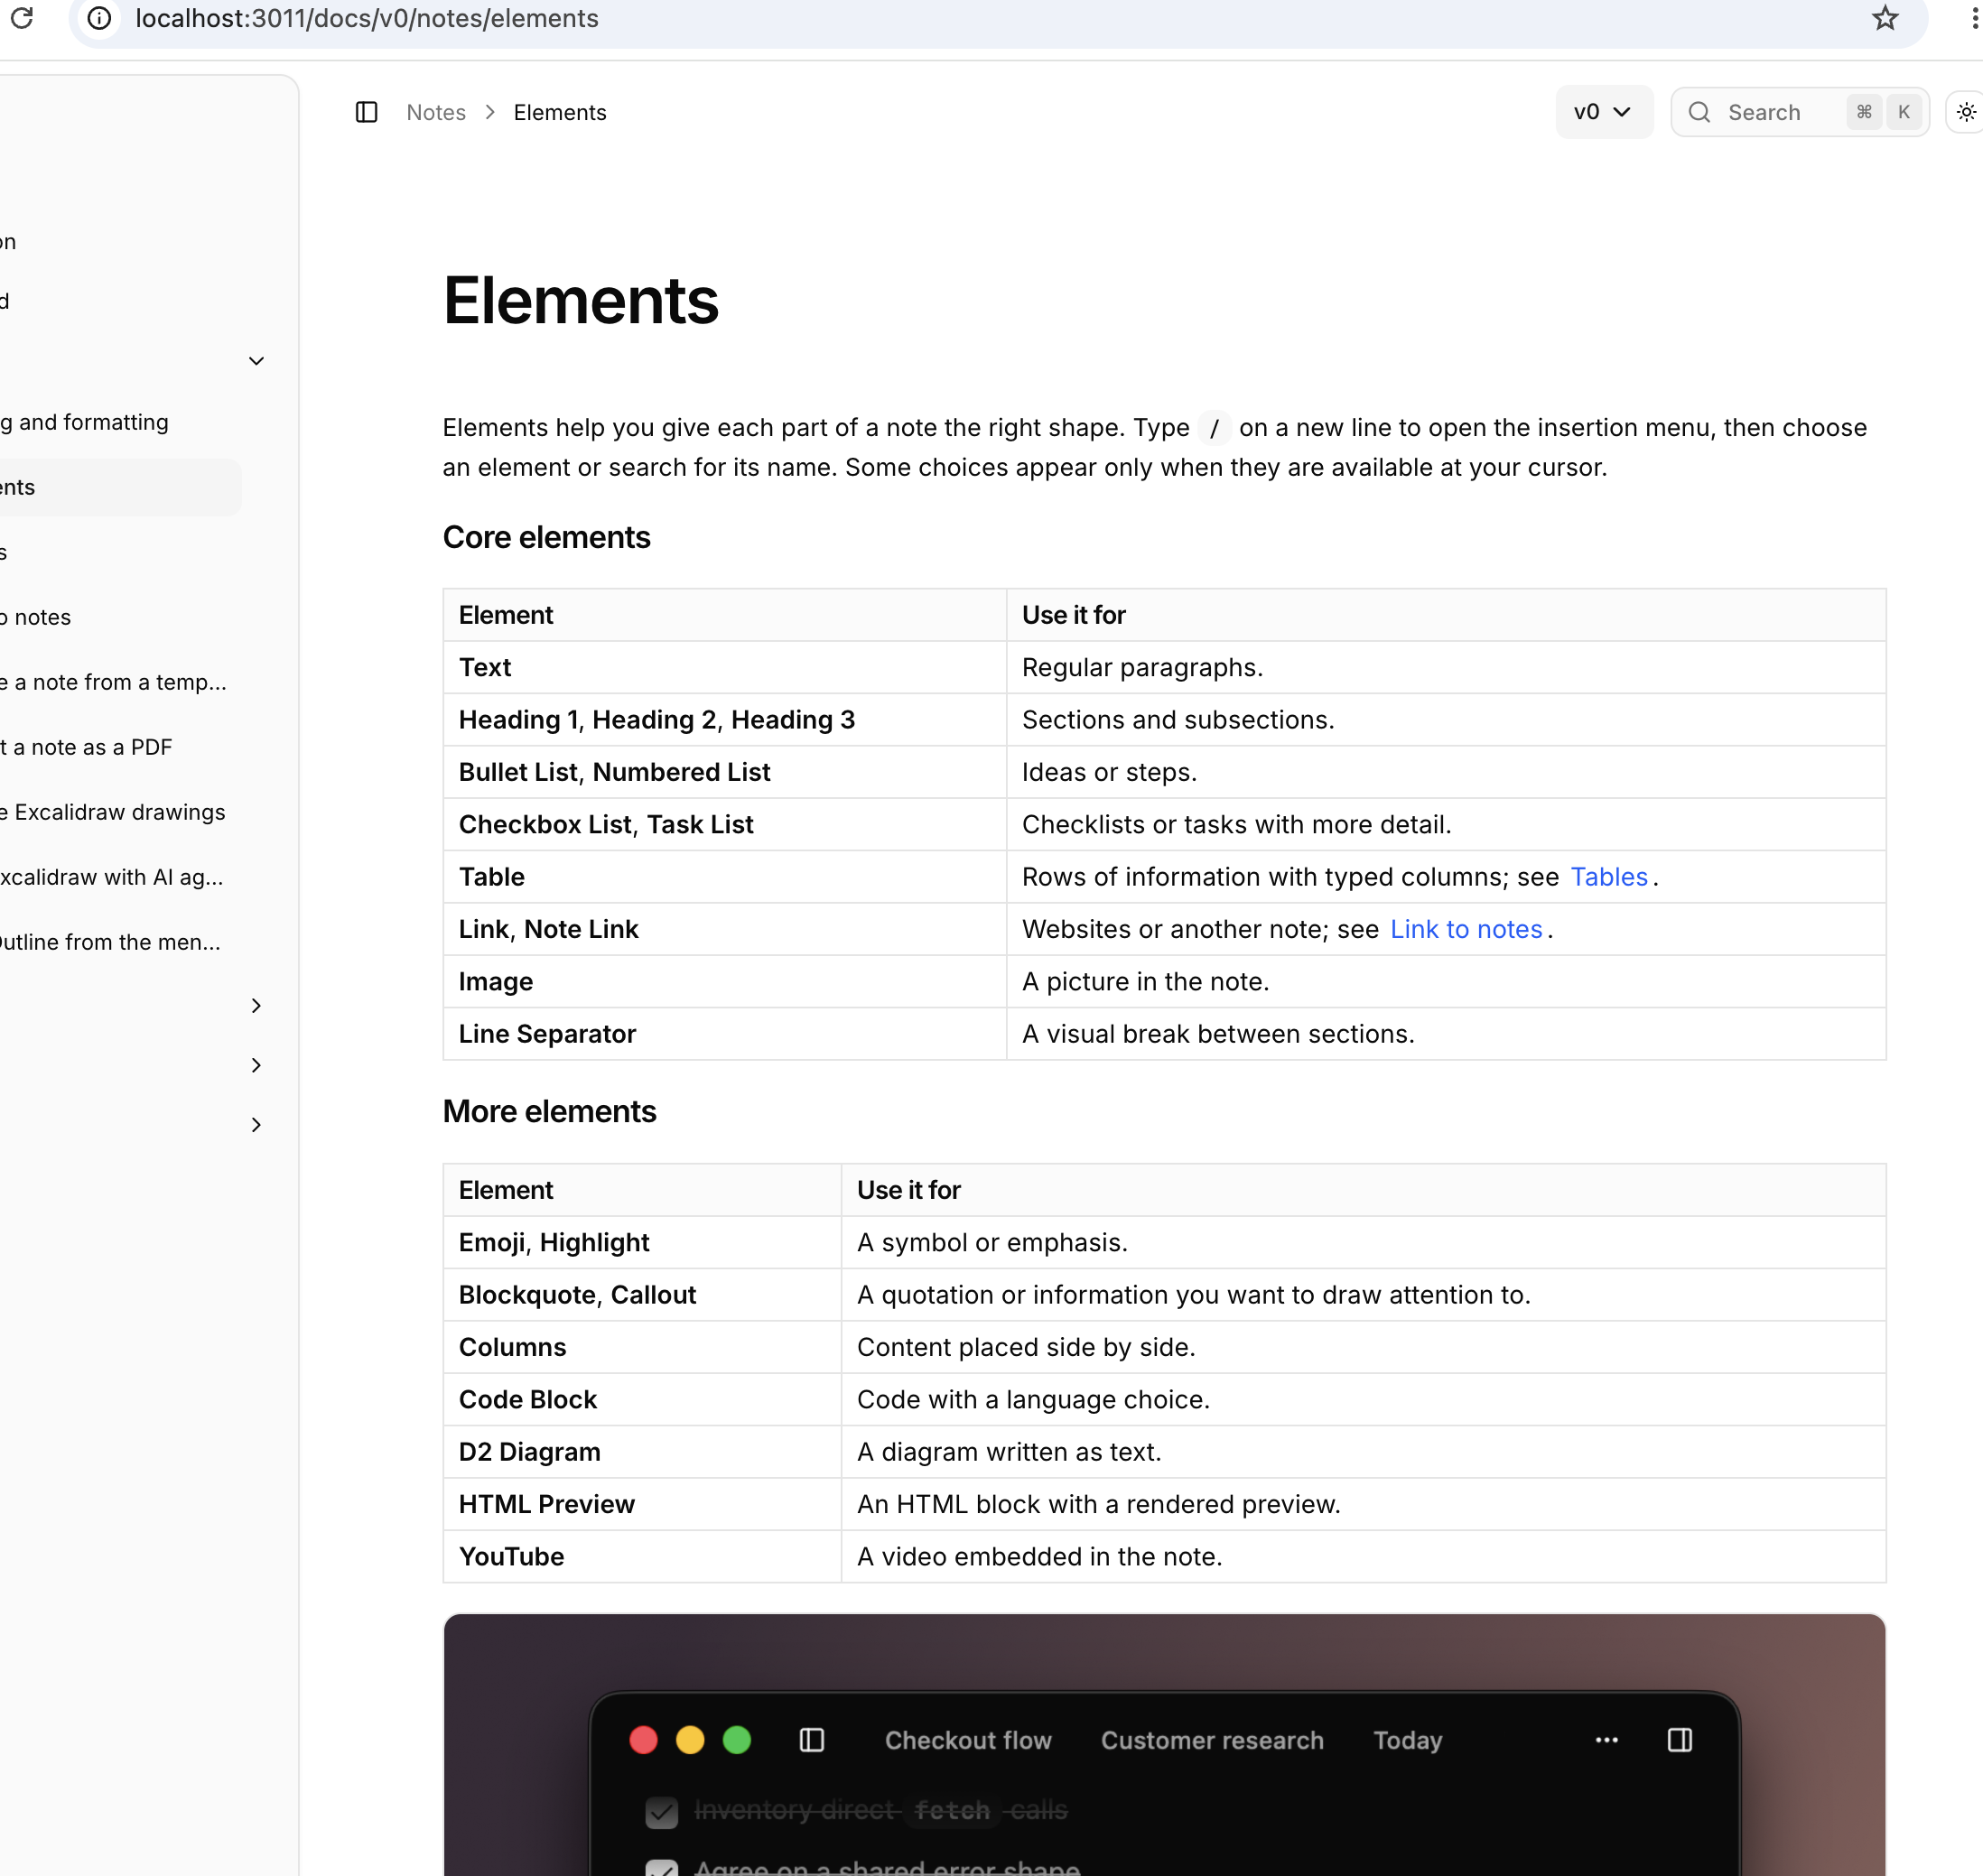 localhost:3011/docs/v0/notes/elements
Notes > Elements
v0
Search ⌘ K
on
d
g and formatting
ents
s
o notes
e a note from a temp...
t a note as a PDF
e Excalidraw drawings
xcalidraw with AI ag...
Outline from the men...
Elements
Elements help you give each part of a note the right shape. Type / on a new line to open the insertion menu, then choose
an element or search for its name. Some choices appear only when they are available at your cursor.
Core elements
Element Use it for
Text Regular paragraphs.
Heading 1, Heading 2, Heading 3 Sections and subsections.
Bullet List, Numbered List Ideas or steps.
Checkbox List, Task List Checklists or tasks with more detail.
Table Rows of information with typed columns; see Tables.
Link, Note Link Websites or another note; see Link to notes.
Image A picture in the note.
Line Separator A visual break between sections.
More elements
Element Use it for
Emoji, Highlight A symbol or emphasis.
Blockquote, Callout A quotation or information you want to draw attention to.
Columns Content placed side by side.
Code Block Code with a language choice.
D2 Diagram A diagram written as text.
HTML Preview An HTML block with a rendered preview.
YouTube A video embedded in the note.
Checkout flow Customer research Today
Inventory direct fetch calls
Agree on a shared error shape